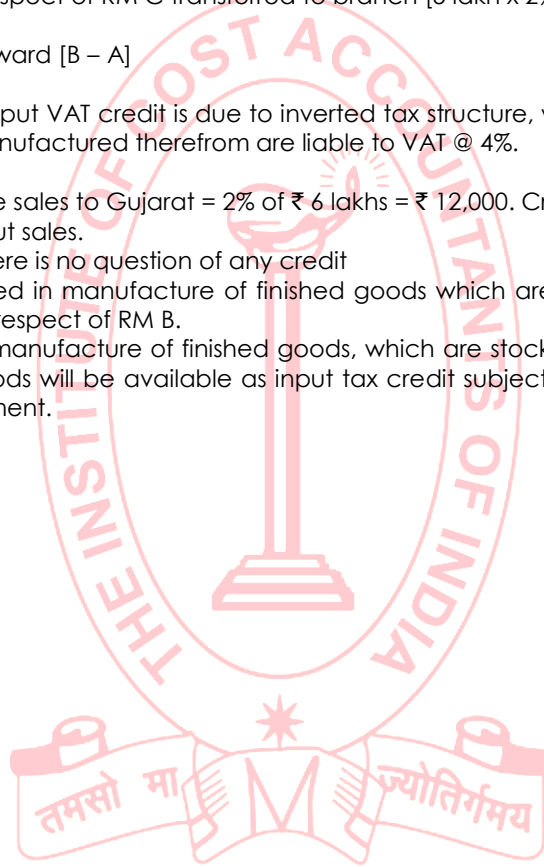 spect of RM C transferred to branch [
ward [B – A]
put VAT credit is due to inverted tax structure,
nufactured therefrom are liable to VAT @ 4%.
e sales to Gujarat = 2% of ₹ 6 lakhs = ₹ 12,000. Cr
ut sales.
ere is no question of any credit
ed in manufacture of finished goods which are
respect of RM B.
manufacture of finished goods, which are stock
ods will be available as input tax credit subject
ment.
THE INSTITUTE OF COST ACCOUNTANTS OF INDIA
तमसो मा ज्योतिर्गमय